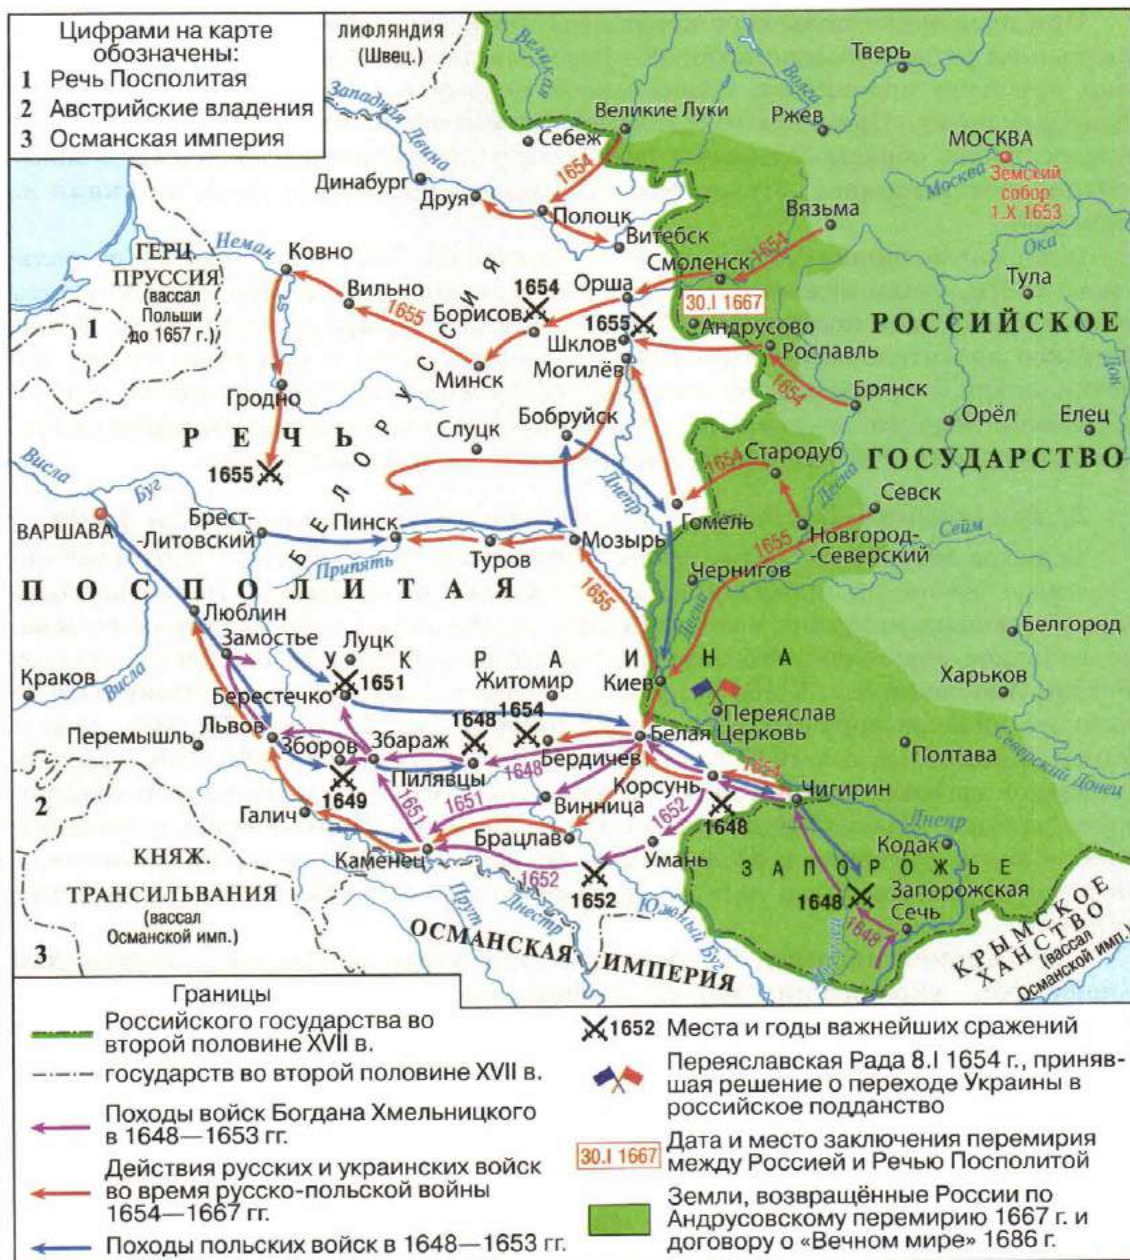 Цифрами на карте
обозначены:
1 Речь Посполитая
2 Австрийские владения
3 Османская империя
ЛИФЛЯНДИЯ
(Швец.)
Великая
Западная Двина
Великие Луки
Себеж
Тверь
Волга
Ржев
МОСКВА
Москва
Земский
собор
1.X 1653
Динабург
Друя
1654
Полоцк
Витебск
Вязьма
1654
Смоленск
Ока
Тула
ГЕРЦ.
ПРУССИЯ
(вассал
Польши
до 1657 г.)
1
Неман
Ковно
Вильно
1655
1654
Борисов
Орша
30.I 1667
1655
Андрусово
Шклов
Могилёв
Минск
Рославль
1654
Брянск
РОССИЙСКОЕ
ГОСУДАРСТВО
Дон
Орёл
Елец
Гродно
1655
БЕЛОРУССИЯ
Слуцк
Бобруйск
Днепр
Стародуб
1654
Десна
Севск
Гомель
Новгород-
-Северский
Сейм
1655
РЕЧЬ
ПОСПОЛИТАЯ
Висла
Буг
ВАРШАВА
Брест-
-Литовский
Пинск
Припять
Туров
Мозырь
1655
Чернигов
Десна
Белгород
Люблин
Замостье
Луцк
УКРАИНА
Краков
Висла
Берестечко
1651
Житомир
Киев
Харьков
Переяслав
Львов
Перемышль
Зборов
Збараж
1648
1654
Бердичев
Белая Церковь
Полтава
Северский Донец
1649
Пилявцы
1648
1651
1651
Винница
Корсунь
1654
1652
1648
Чигирин
Днепр
2
Галич
Каменец
Брацлав
1652
1652
Умань
Кодак
ЗАПОРОЖЬЕ
1648
Запорожская
Сечь
1648
КНЯЖ.
ТРАНСИЛЬВАНИЯ
(вассал
Османской имп.)
3
Прут
Днестр
Южный Буг
ОСМАНСКАЯ ИМПЕРИЯ
КРЫМСКОЕ
ХАНСТВО
(вассал
Османской имп.)
Границы
Российского государства во
второй половине XVII в.
государств во второй половине XVII в.
Походы войск Богдана Хмельницкого
в 1648—1653 гг.
Действия русских и украинских войск
во время русско-польской войны
1654—1667 гг.
Походы польских войск в 1648—1653 гг.
1652 Места и годы важнейших сражений
Переяславская Рада 8.I 1654 г., приняв-
шая решение о переходе Украины в
российское подданство
30.I 1667 Дата и место заключения перемирия
между Россией и Речью Посполитой
Земли, возвращённые России по
Андрусовскому перемирию 1667 г. и
договору о «Вечном мире» 1686 г.